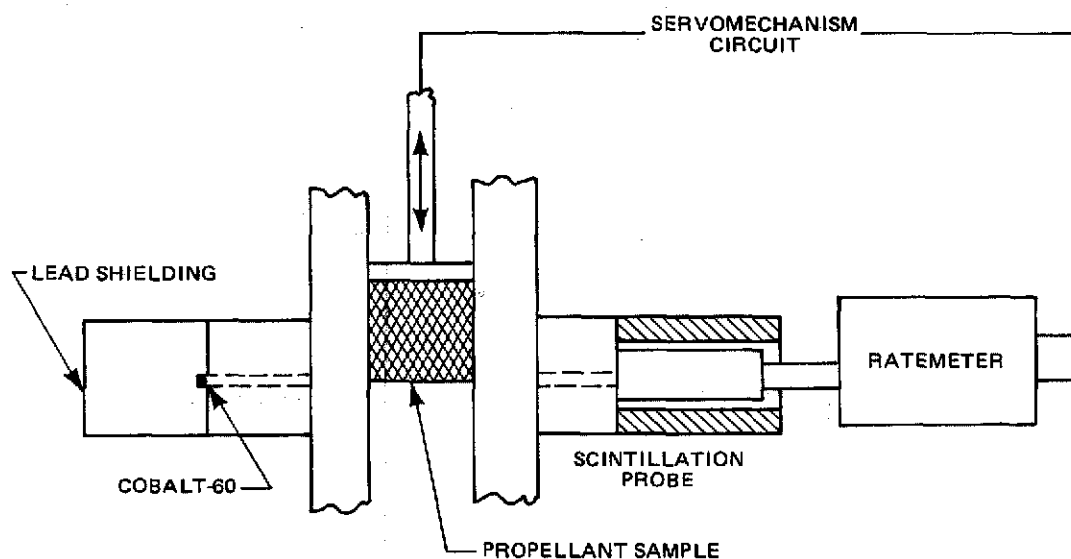 SERVOMECHANISM
CIRCUIT
LEAD SHIELDING
RATEMETER
SCINTILLATION
PROBE
COBALT-60
PROPELLANT SAMPLE